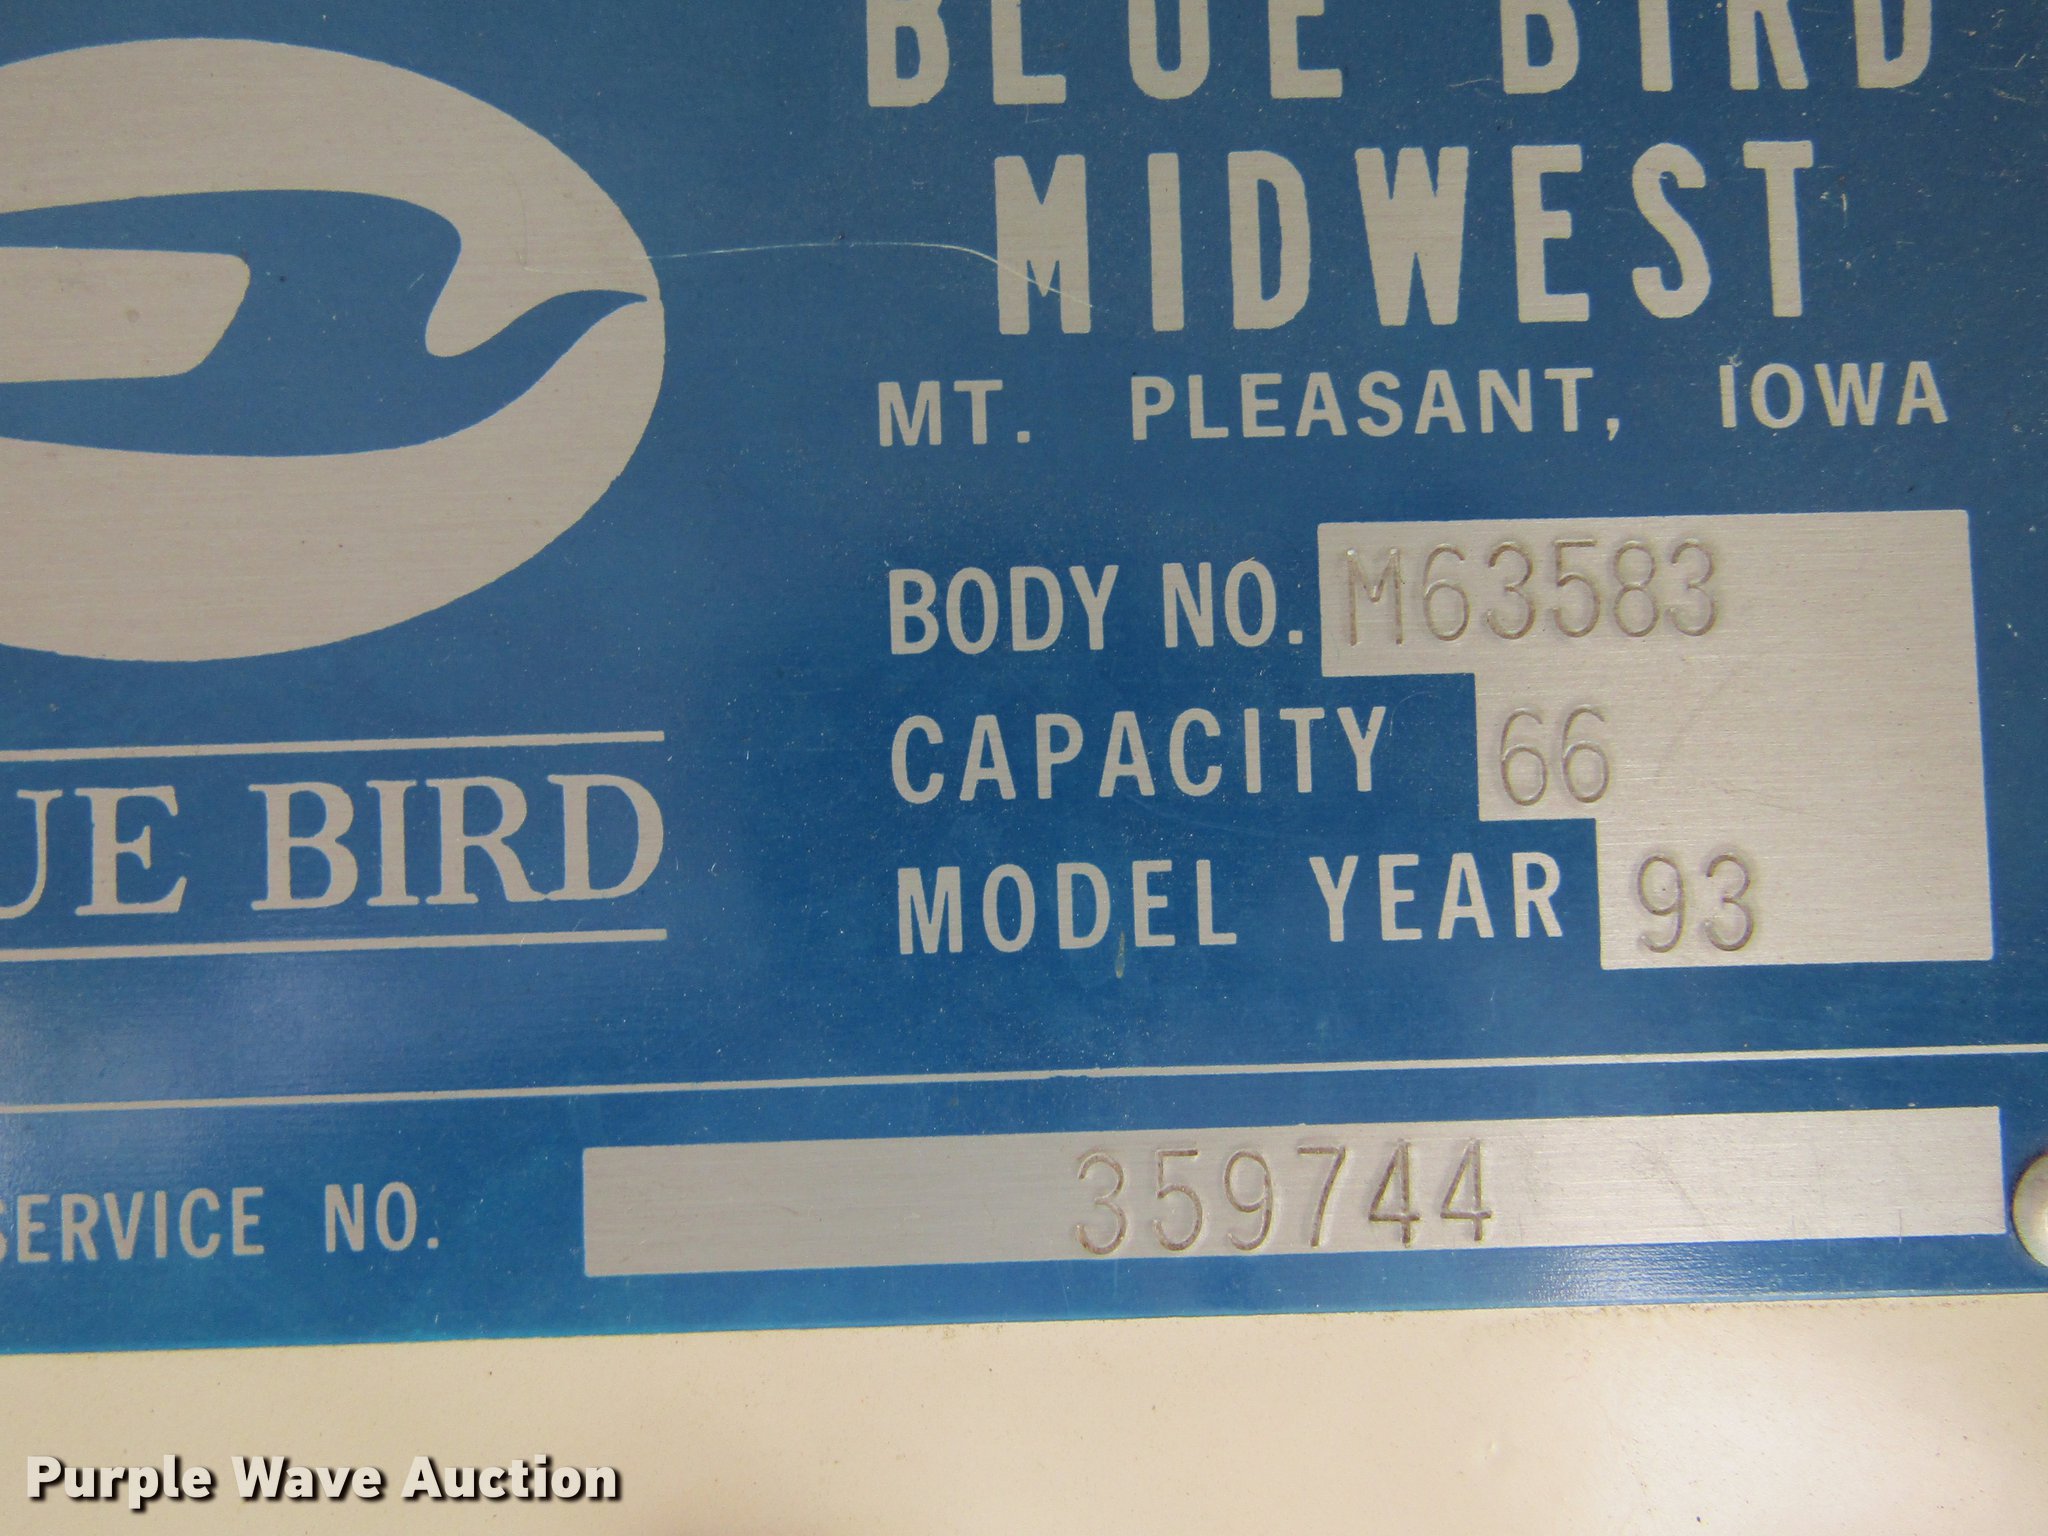 BLUE BIRD
MIDWEST
MT. PLEASANT, IOWA
BODY NO. M63583
CAPACITY 66
MODEL YEAR 93
UE BIRD
SERVICE NO. 359744
Purple Wave Auction